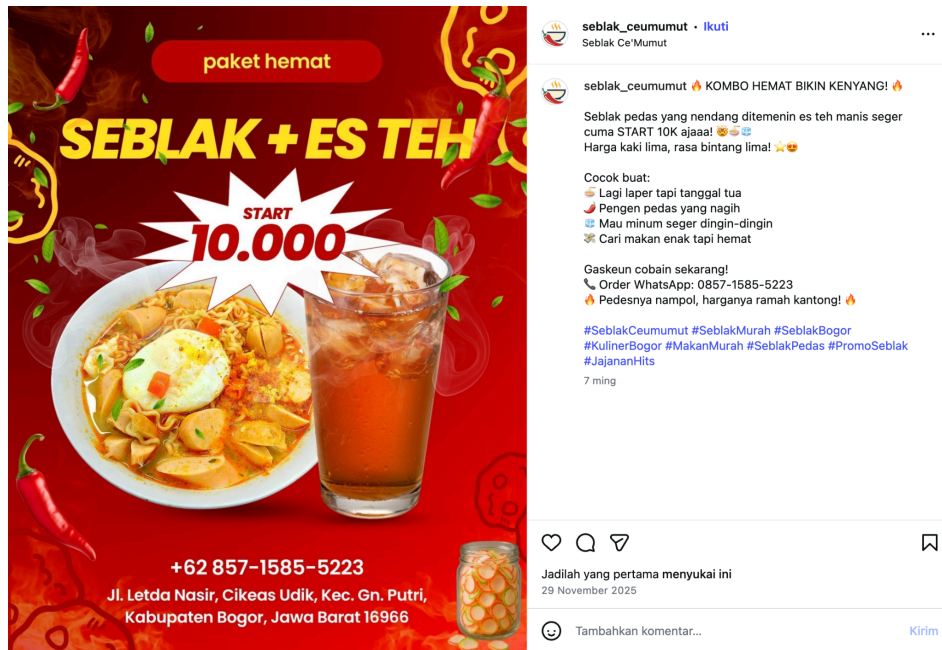 paket hemat
SEBLAK + ES TEH
START
10.000
+62 857-1585-5223
Jl. Letda Nasir, Cikeas Udik, Kec. Gn. Putri,
Kabupaten Bogor, Jawa Barat 16966
seblak_ceumumut • Ikuti
Seblak Ce'Mumut
seblak_ceumumut 🔥 KOMBO HEMAT BIKIN KENYANG! 🔥
Seblak pedas yang nendang ditemenin es teh manis seger
cuma START 10K ajaaa! 🤯🍜🧊
Harga kaki lima, rasa bintang lima! ⭐😍
Cocok buat:
🍜 Lagi laper tapi tanggal tua
🌶️ Pengen pedas yang nagih
🧊 Mau minum seger dingin-dingin
💸 Cari makan enak tapi hemat
Gaskeun cobain sekarang!
📞 Order WhatsApp: 0857-1585-5223
🔥 Pedesnya nampol, harganya ramah kantong! 🔥
#SeblakCeumumut #SeblakMurah #SeblakBogor
#KulinerBogor #MakanMurah #SeblakPedas #PromoSeblak
#JajananHits
7 ming
Jadilah yang pertama menyukai ini
29 November 2025
Tambahkan komentar...
Kirim